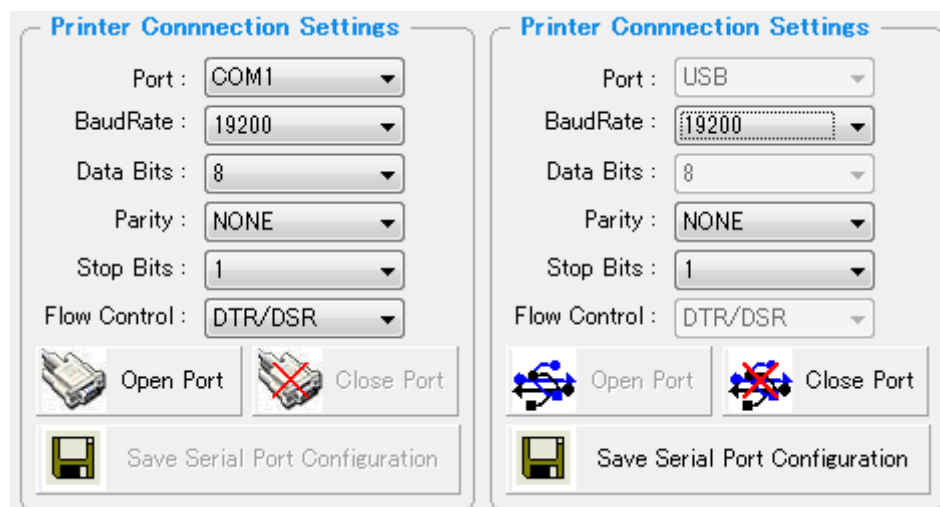 Printer Connnection Settings
Port :
COM1
BaudRate :
19200
Data Bits :
8
Parity :
NONE
Stop Bits :
1
Flow Control :
DTR/DSR
Open Port
Close Port
Save Serial Port Configuration
Printer Connnection Settings
Port :
USB
BaudRate :
19200
Data Bits :
8
Parity :
NONE
Stop Bits :
1
Flow Control :
DTR/DSR
Open Port
Close Port
Save Serial Port Configuration